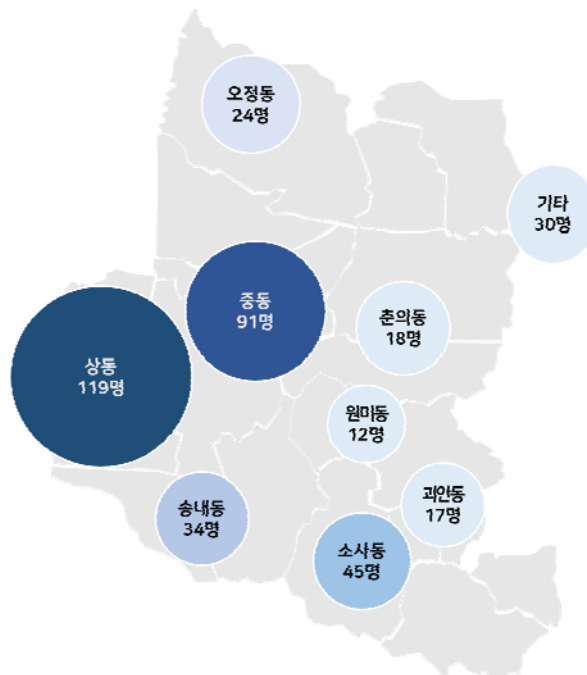 오정동
24명
기타
30명
중동
91명
춘의동
18명
상동
119명
원미동
12명
괴안동
17명
송내동
34명
소사동
45명